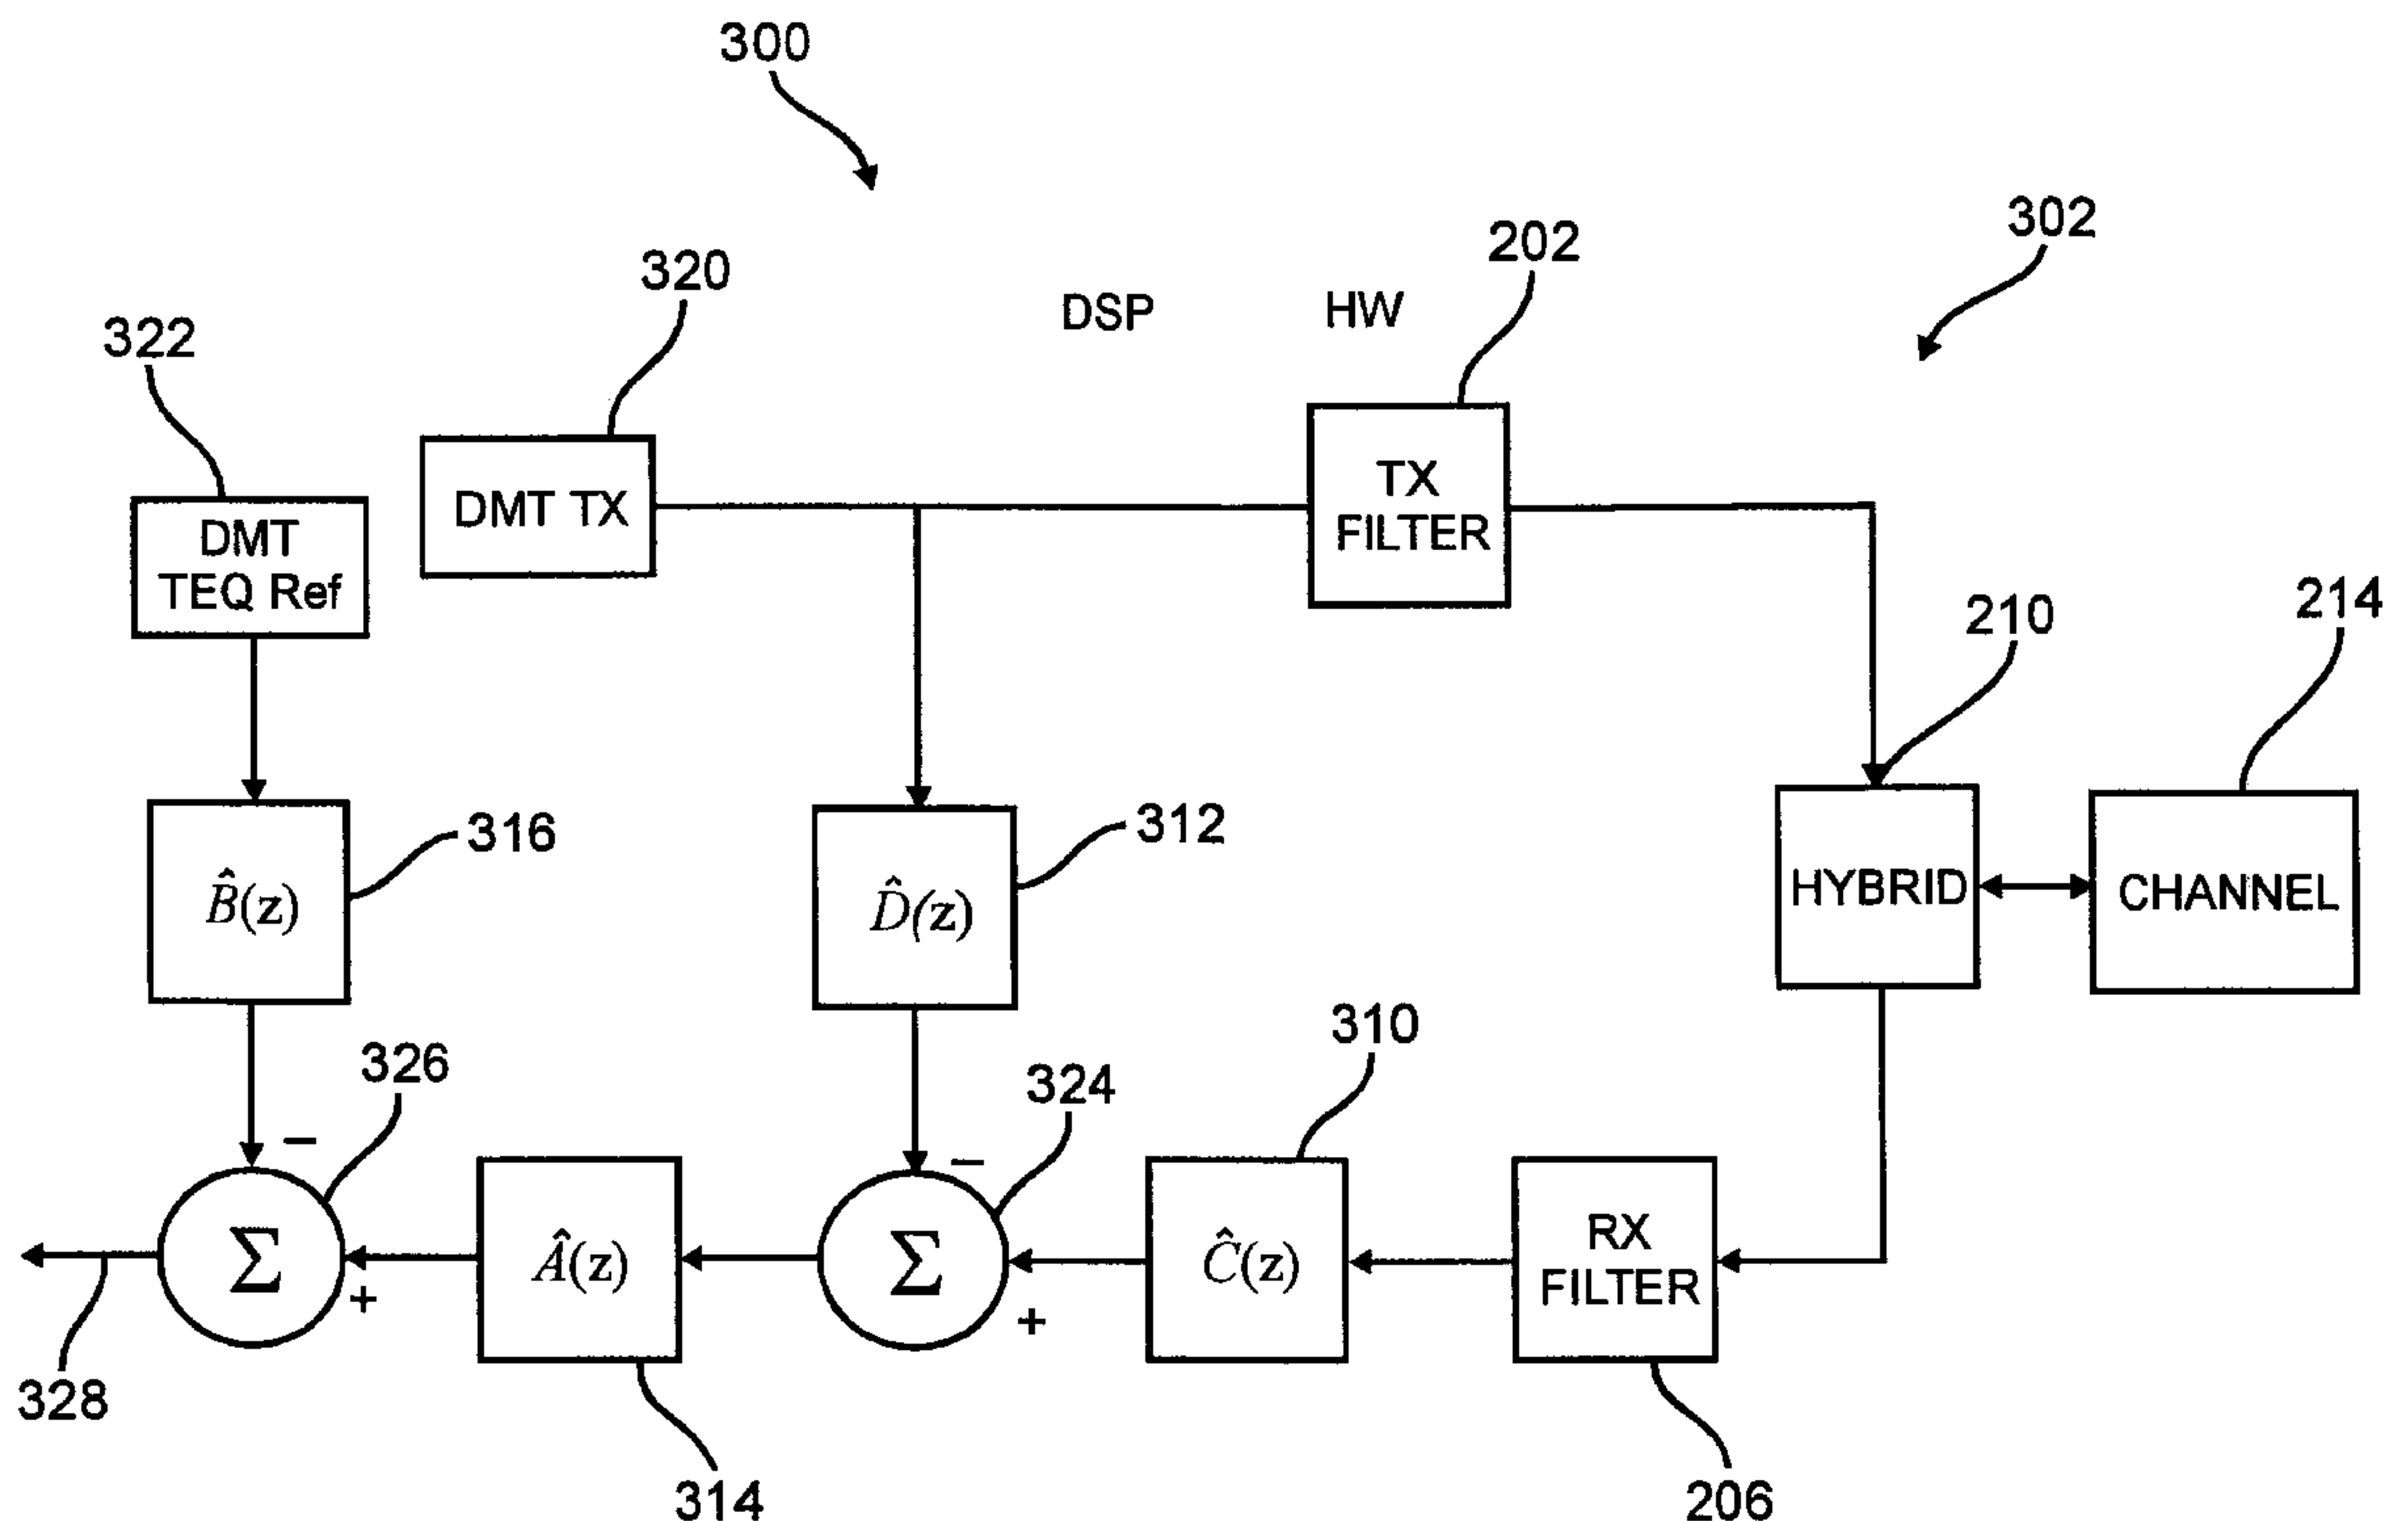 300
302
202
320
DSP
HW
322
TX
FILTER
DMT TX
DMT
TEQ Ref
210
214
316
312
B̂(z)
D̂(z)
HYBRID
CHANNEL
310
326
324
−
−
Σ
Â(z)
Σ
Ĉ(z)
RX
FILTER
+
+
328
314
206